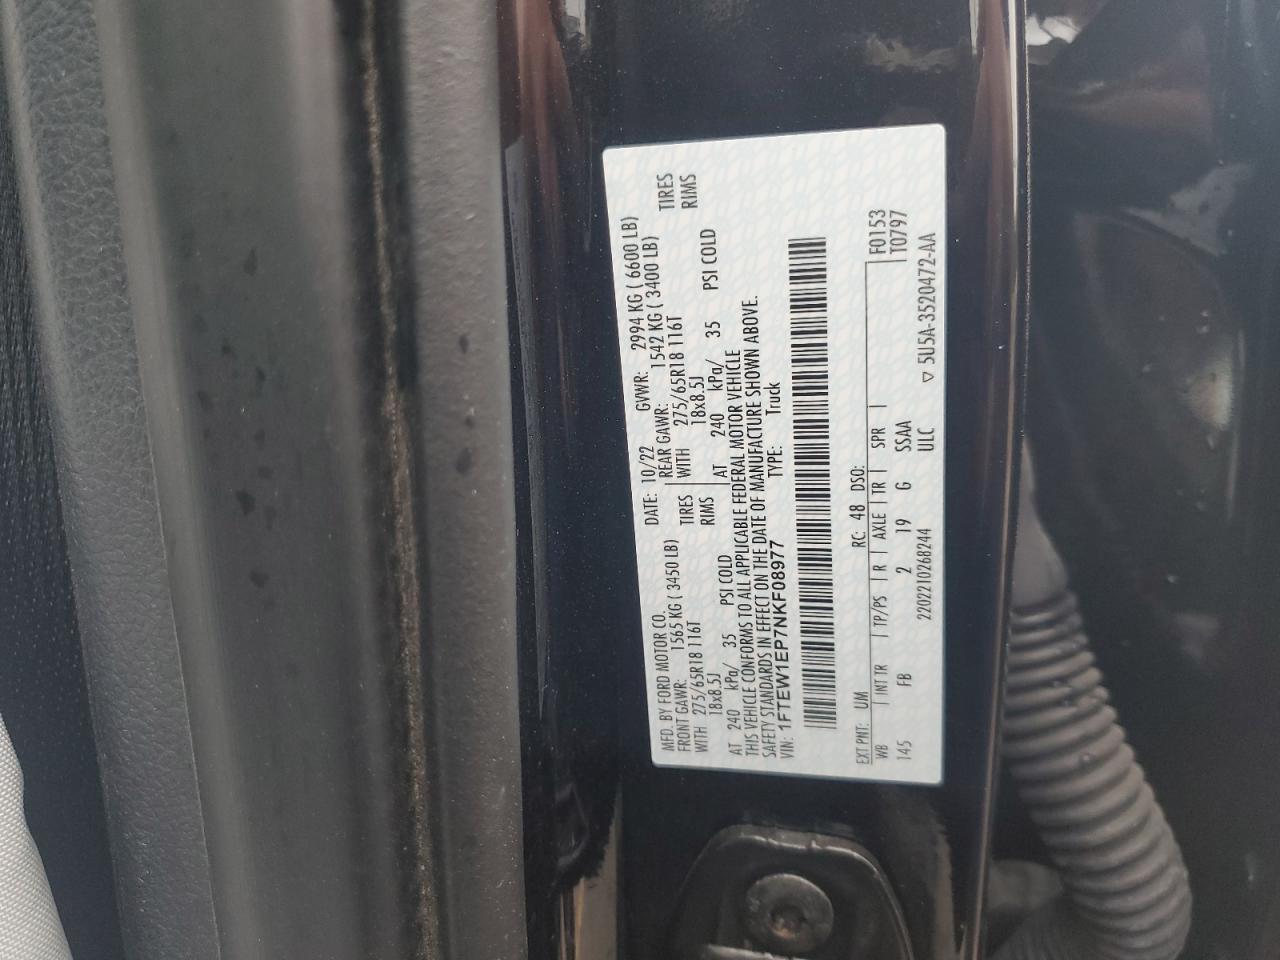 MFD. BY FORD MOTOR CO.
DATE: 10/22 GVWR: 2994 KG ( 6600 LB)
FRONT GAWR: 1565 KG ( 3450 LB) REAR GAWR: 1542 KG ( 3400 LB)
WITH 275/65R18 116T TIRES WITH 275/65R18 116T TIRES
18x8.5J RIMS 18x8.5J RIMS
AT 240 kPa/ 35 PSI COLD AT 240 kPa/ 35 PSI COLD
THIS VEHICLE CONFORMS TO ALL APPLICABLE FEDERAL MOTOR VEHICLE
SAFETY STANDARDS IN EFFECT ON THE DATE OF MANUFACTURE SHOWN ABOVE.
VIN: 1FTEW1EP7NKF08977 TYPE: Truck
EXT PNT: UM RC: 48 DSO: F0153
WB INT TR TP/PS R AXLE TR SPR T0797
145 FB 2 19 G SSAA
2202210268244 ULC ▽ 5U5A-3520472-AA